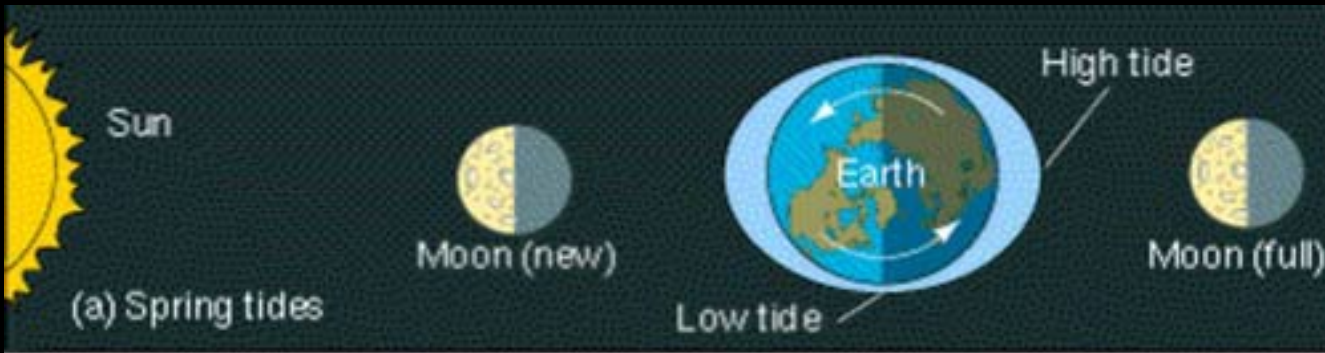 Sun
High tide
Earth
Moon (new)
Moon (full)
(a) Spring tides
Low tide